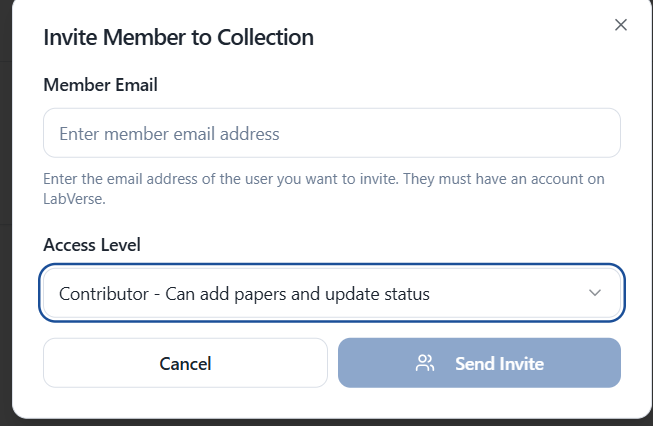 Invite Member to Collection
Member Email
Enter member email address
Enter the email address of the user you want to invite. They must have an account on
LabVerse.
Access Level
Contributor - Can add papers and update status
Cancel
Send Invite